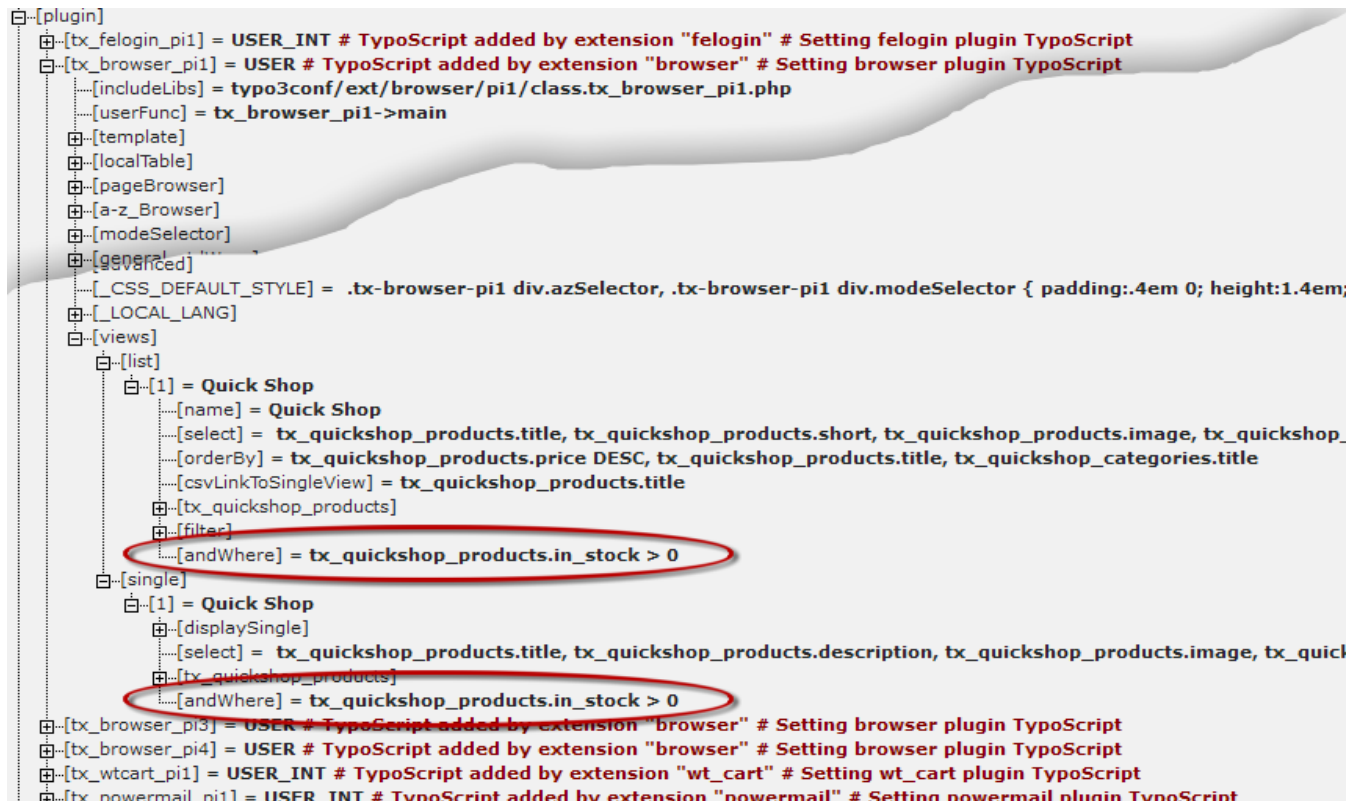 [plugin]
[tx_felogin_pi1] = USER_INT # TypoScript added by extension "felogin" # Setting felogin plugin TypoScript
[tx_browser_pi1] = USER # TypoScript added by extension "browser" # Setting browser plugin TypoScript
[includeLibs] = typo3conf/ext/browser/pi1/class.tx_browser_pi1.php
[userFunc] = tx_browser_pi1->main
[template]
[localTable]
[pageBrowser]
[a-z_Browser]
[modeSelector]
[general
[advanced]
[_CSS_DEFAULT_STYLE] = .tx-browser-pi1 div.azSelector, .tx-browser-pi1 div.modeSelector { padding:.4em 0; height:1.4em;
[_LOCAL_LANG]
[views]
[list]
[1] = Quick Shop
[name] = Quick Shop
[select] = tx_quickshop_products.title, tx_quickshop_products.short, tx_quickshop_products.image, tx_quickshop_
[orderBy] = tx_quickshop_products.price DESC, tx_quickshop_products.title, tx_quickshop_categories.title
[csvLinkToSingleView] = tx_quickshop_products.title
[tx_quickshop_products]
[filter]
[andWhere] = tx_quickshop_products.in_stock > 0
[single]
[1] = Quick Shop
[displaySingle]
[select] = tx_quickshop_products.title, tx_quickshop_products.description, tx_quickshop_products.image, tx_quick
[tx_quickshop_products]
[andWhere] = tx_quickshop_products.in_stock > 0
[tx_browser_pi3] = USER # TypoScript added by extension "browser" # Setting browser plugin TypoScript
[tx_browser_pi4] = USER # TypoScript added by extension "browser" # Setting browser plugin TypoScript
[tx_wtcart_pi1] = USER_INT # TypoScript added by extension "wt_cart" # Setting wt_cart plugin TypoScript
[tx_powermail_pi1] = USER_INT # TypoScript added by extension "powermail" # Setting powermail plugin TypoScript